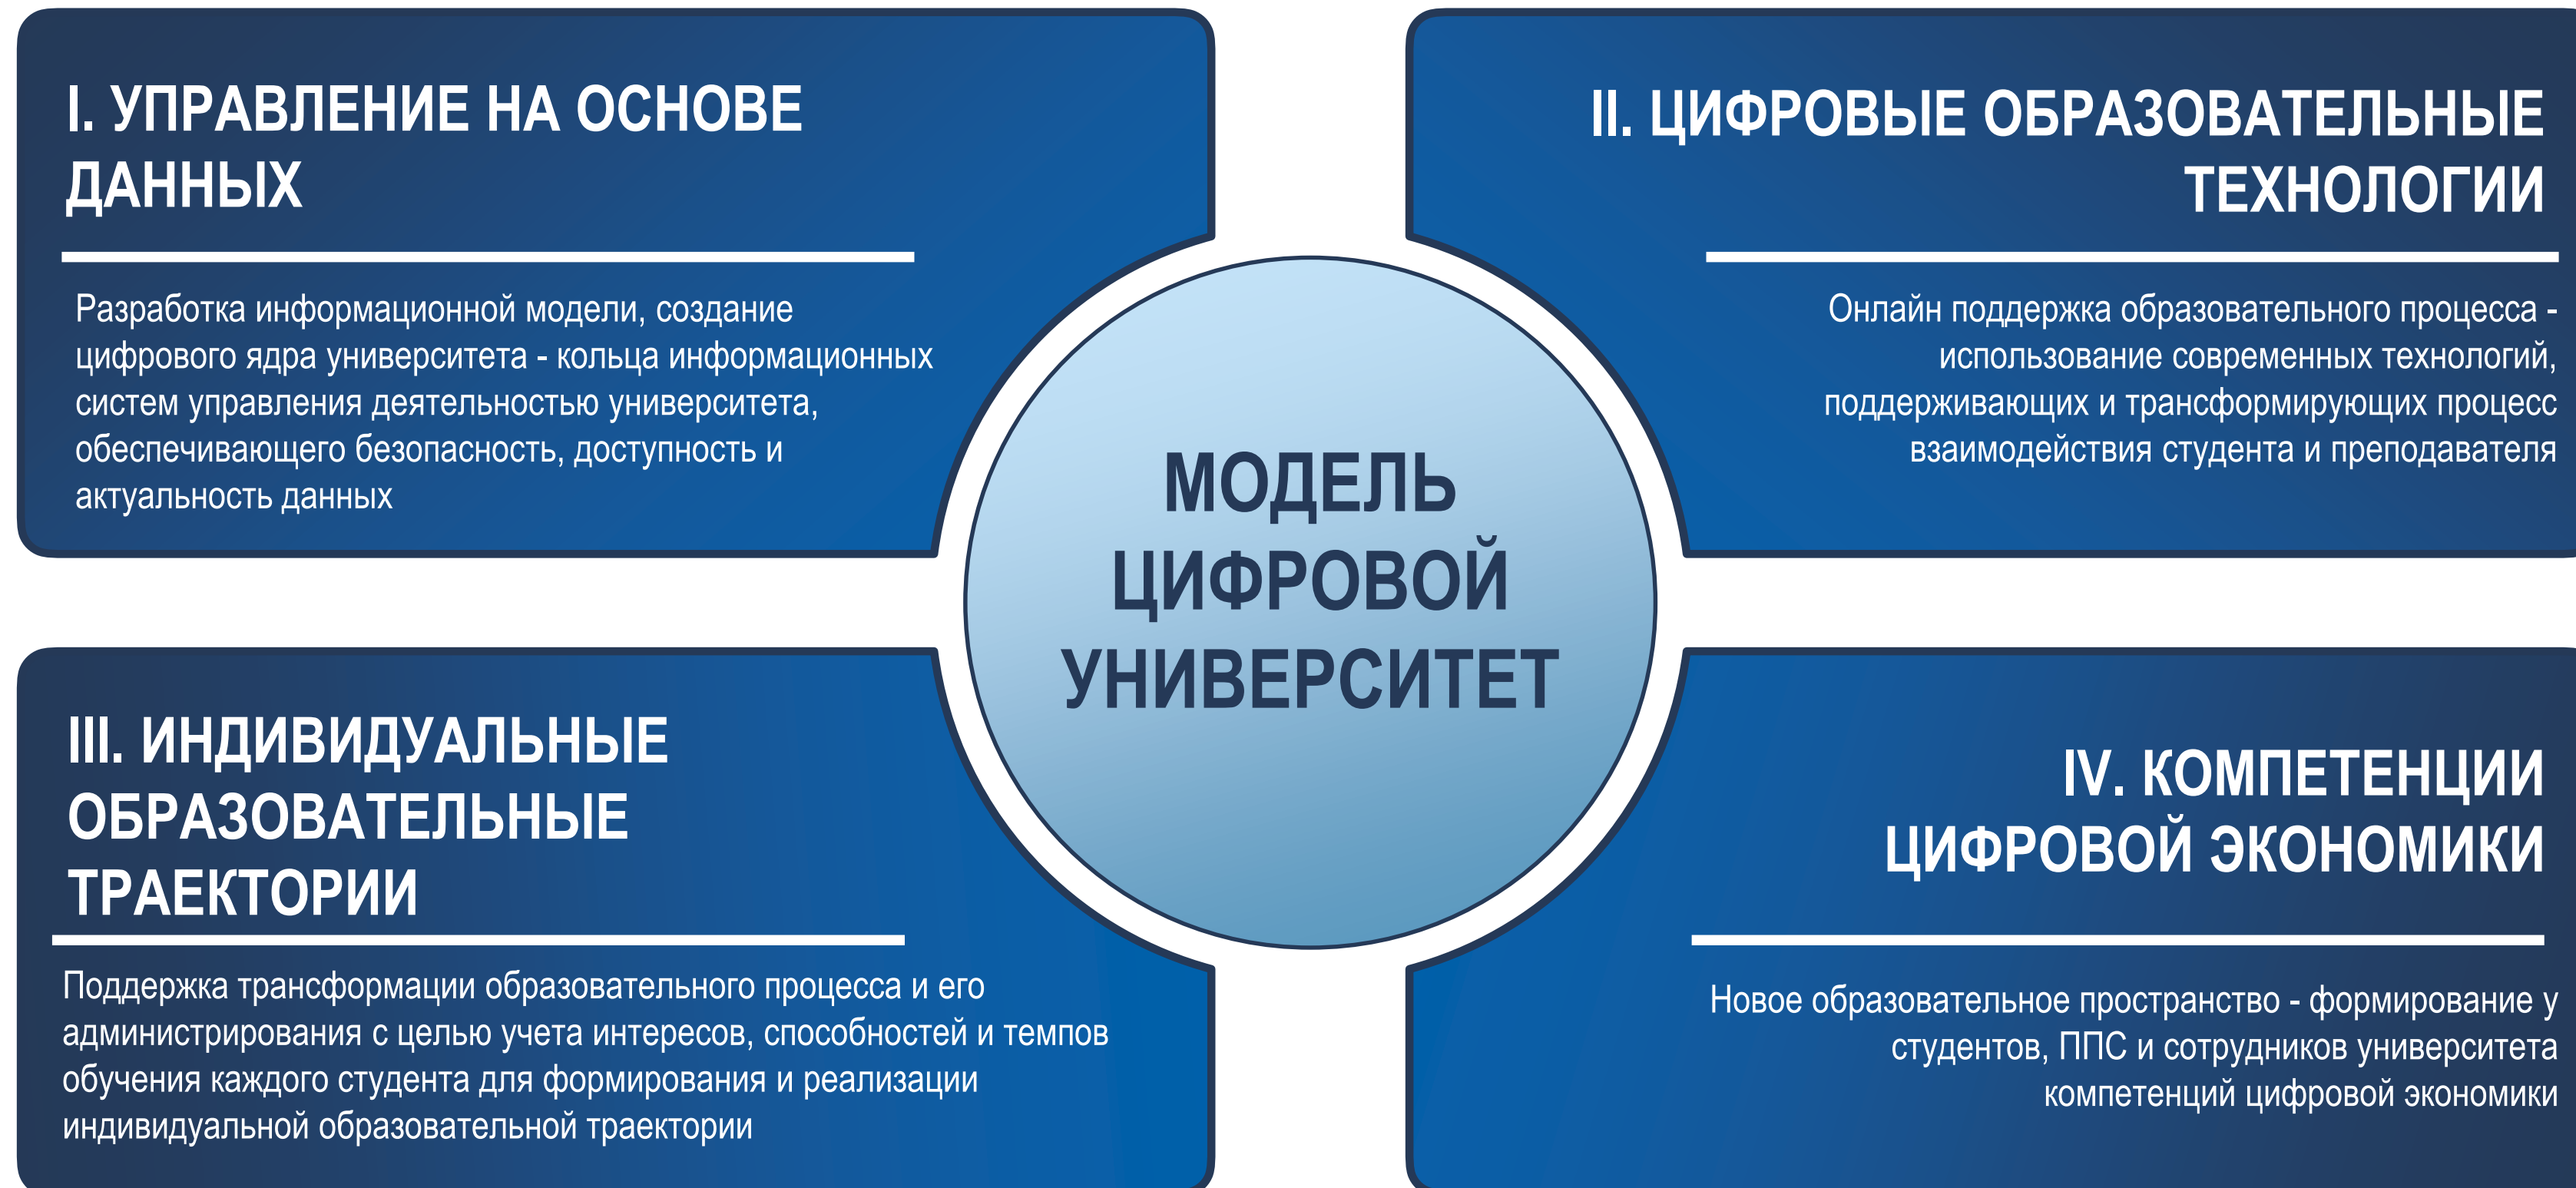 I. УПРАВЛЕНИЕ НА ОСНОВЕ
ДАННЫХ
Разработка информационной модели, создание
цифрового ядра университета - кольца информационных
систем управления деятельностью университета,
обеспечивающего безопасность, доступность и
актуальность данных
II. ЦИФРОВЫЕ ОБРАЗОВАТЕЛЬНЫЕ
ТЕХНОЛОГИИ
Онлайн поддержка образовательного процесса -
использование современных технологий,
поддерживающих и трансформирующих процесс
взаимодействия студента и преподавателя
МОДЕЛЬ
ЦИФРОВОЙ
УНИВЕРСИТЕТ
III. ИНДИВИДУАЛЬНЫЕ
ОБРАЗОВАТЕЛЬНЫЕ
ТРАЕКТОРИИ
Поддержка трансформации образовательного процесса и его
администрирования с целью учета интересов, способностей и темпов
обучения каждого студента для формирования и реализации
индивидуальной образовательной траектории
IV. КОМПЕТЕНЦИИ
ЦИФРОВОЙ ЭКОНОМИКИ
Новое образовательное пространство - формирование у
студентов, ППС и сотрудников университета
компетенций цифровой экономики